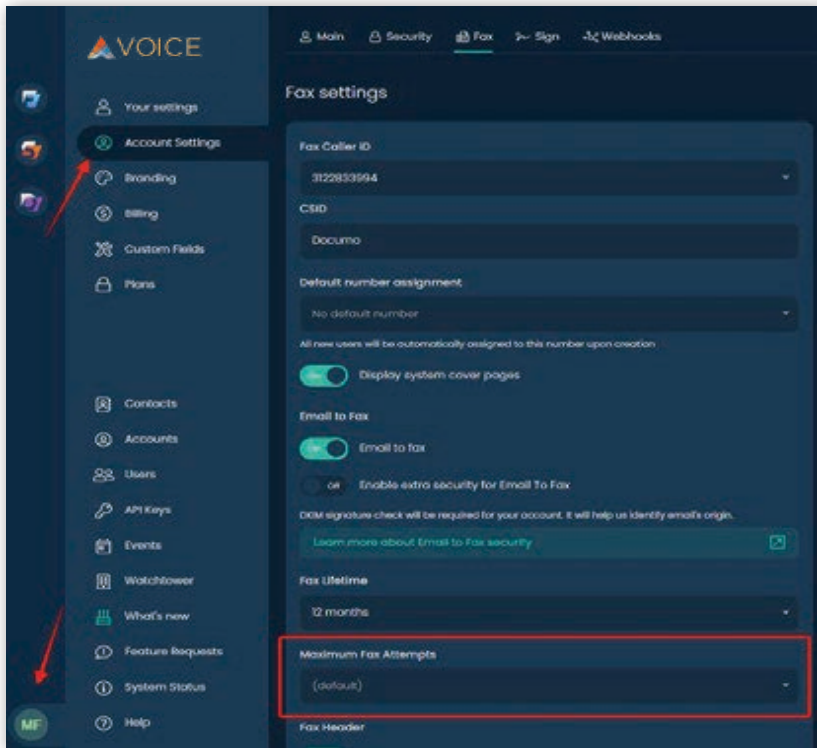 VOICE
Main Security Fax Sign Webhooks
Fax settings
Your settings
Account Settings
Branding
Billing
Custom Fields
Plans
Contacts
Accounts
Users
API Keys
Events
Watchtower
What's new
Feature Requests
System Status
Help
MF
Fax Caller ID
3122833994
CSID
Documo
Default number assignment
No default number
All new users will be automatically assigned to this number upon creation
Display system cover pages
Email to Fax
Email to fax
Off Enable extra security for Email To Fax
DKIM signature check will be required for your account. It will help us identify email's origin.
Learn more about Email to Fax security
Fax Lifetime
12 months
Maximum Fax Attempts
(default)
Fax Header